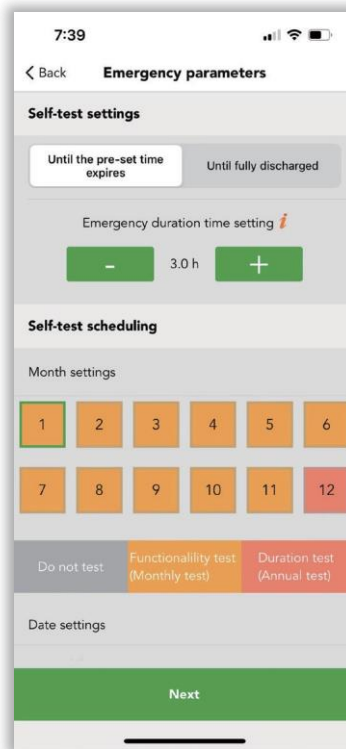 7:39
Back Emergency parameters
Self-test settings
Until the pre-set time
expires
Until fully discharged
Emergency duration time setting i
- 3.0 h +
Self-test scheduling
Month settings
1 2 3 4 5 6
7 8 9 10 11 12
Do not test
Functionalility test
(Monthly test)
Duration test
(Annual test)
Date settings
Next